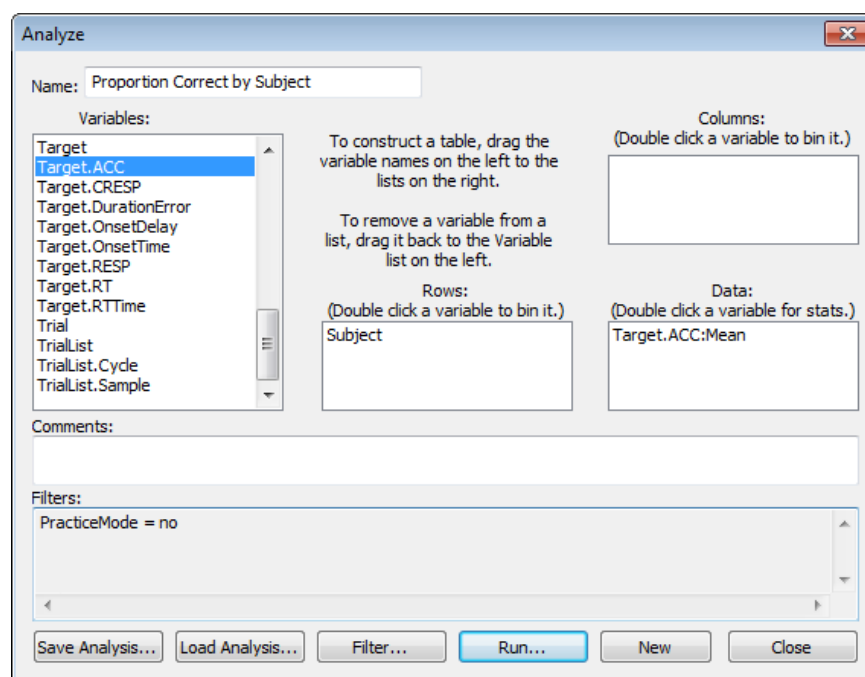 Analyze
Name: Proportion Correct by Subject
Variables:
Target
Target.ACC
Target.CRESP
Target.DurationError
Target.OnsetDelay
Target.OnsetTime
Target.RESP
Target.RT
Target.RTTime
Trial
TrialList
TrialList.Cycle
TrialList.Sample
To construct a table, drag the
variable names on the left to the
lists on the right.
To remove a variable from a
list, drag it back to the Variable
list on the left.
Columns:
(Double click a variable to bin it.)
Rows:
(Double click a variable to bin it.)
Subject
Data:
(Double click a variable for stats.)
Target.ACC:Mean
Comments:
Filters:
PracticeMode = no
Save Analysis... Load Analysis... Filter... Run... New Close